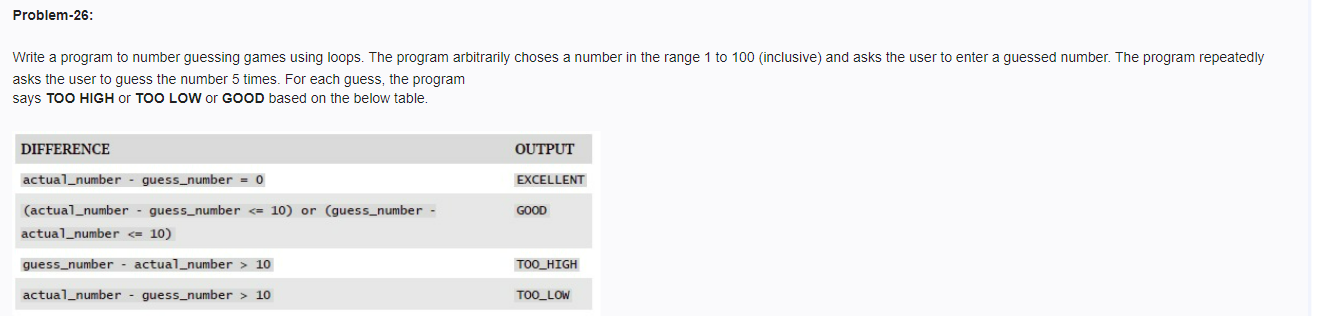 Problem-26:
Write a program to number guessing games using loops. The program arbitrarily choses a number in the range 1 to 100 (inclusive) and asks the user to enter a guessed number. The program repeatedly
asks the user to guess the number 5 times. For each guess, the program
says TOO HIGH or TOO LOW or GOOD based on the below table.
DIFFERENCE OUTPUT
actual_number - guess_number = 0 EXCELLENT
(actual_number - guess_number <= 10) or (guess_number - GOOD
actual_number <= 10)
guess_number - actual_number > 10 TOO_HIGH
actual_number - guess_number > 10 TOO_LOW